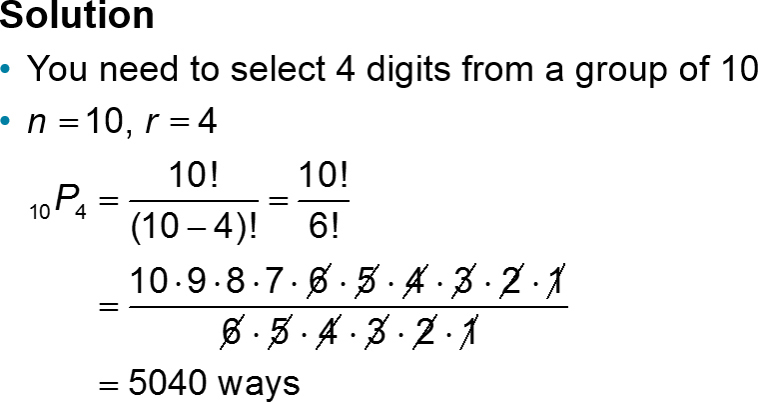 Solution
• You need to select 4 digits from a group of 10
• n = 10, r = 4
₁₀P₄ = 10! / (10 − 4)! = 10! / 6!
= 10 · 9 · 8 · 7 · 6 · 5 · 4 · 3 · 2 · 1 / 6 · 5 · 4 · 3 · 2 · 1
= 5040 ways